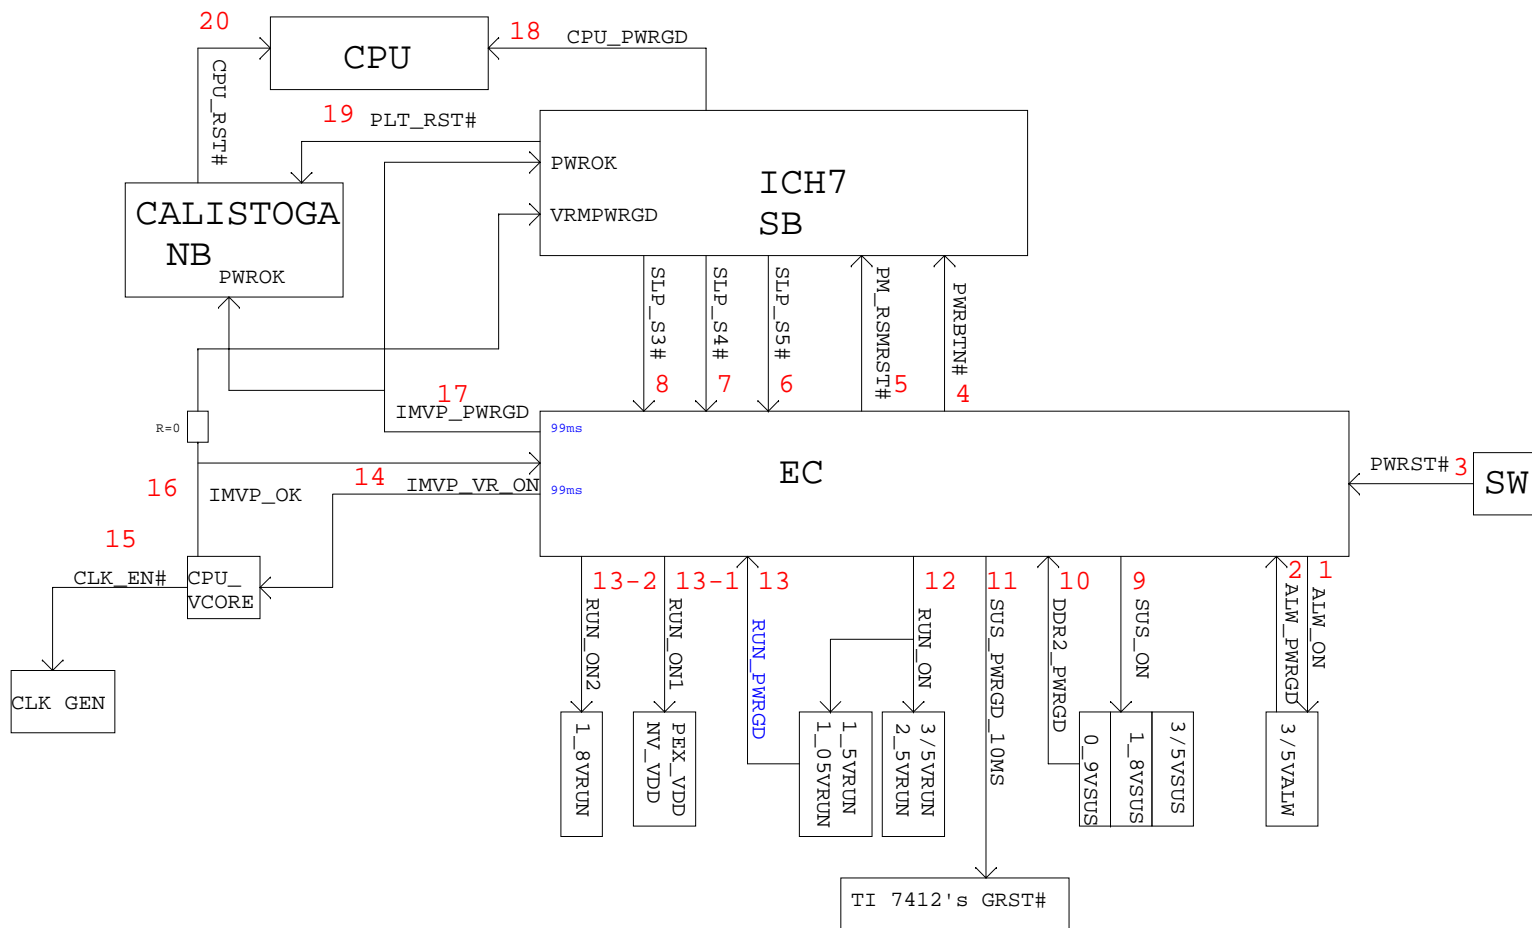 20
CPU
18
CPU_PWRGD
CPU_RST#
19
PLT_RST#
PWROK
ICH7
SB
VRMPWRGD
CALISTOGA
NB
PWROK
SLP_S3#
SLP_S4#
SLP_S5#
PM_RSMRST#
PWRBTN#
8
7
6
5
4
17
IMVP_PWRGD
99ms
R=0
EC
PWRST#
3
SW
16
IMVP_OK
14
IMVP_VR_ON
99ms
15
CLK_EN#
CPU_
VCORE
CLK GEN
13-2
13-1
13
12
11
10
9
2
1
RUN_ON2
RUN_ON1
RUN_PWRGD
RUN_ON
SUS_PWRGD_10MS
DDR2_PWRGD
SUS_ON
ALW_PWRGD
ALW_ON
1_8VRUN
PEX_VDD
NV_VDD
1_5VRUN
1_05VRUN
3/5VRUN
2_5VRUN
0_9VSUS
1_8VSUS
3/5VSUS
3/5VALW
TI 7412's GRST#